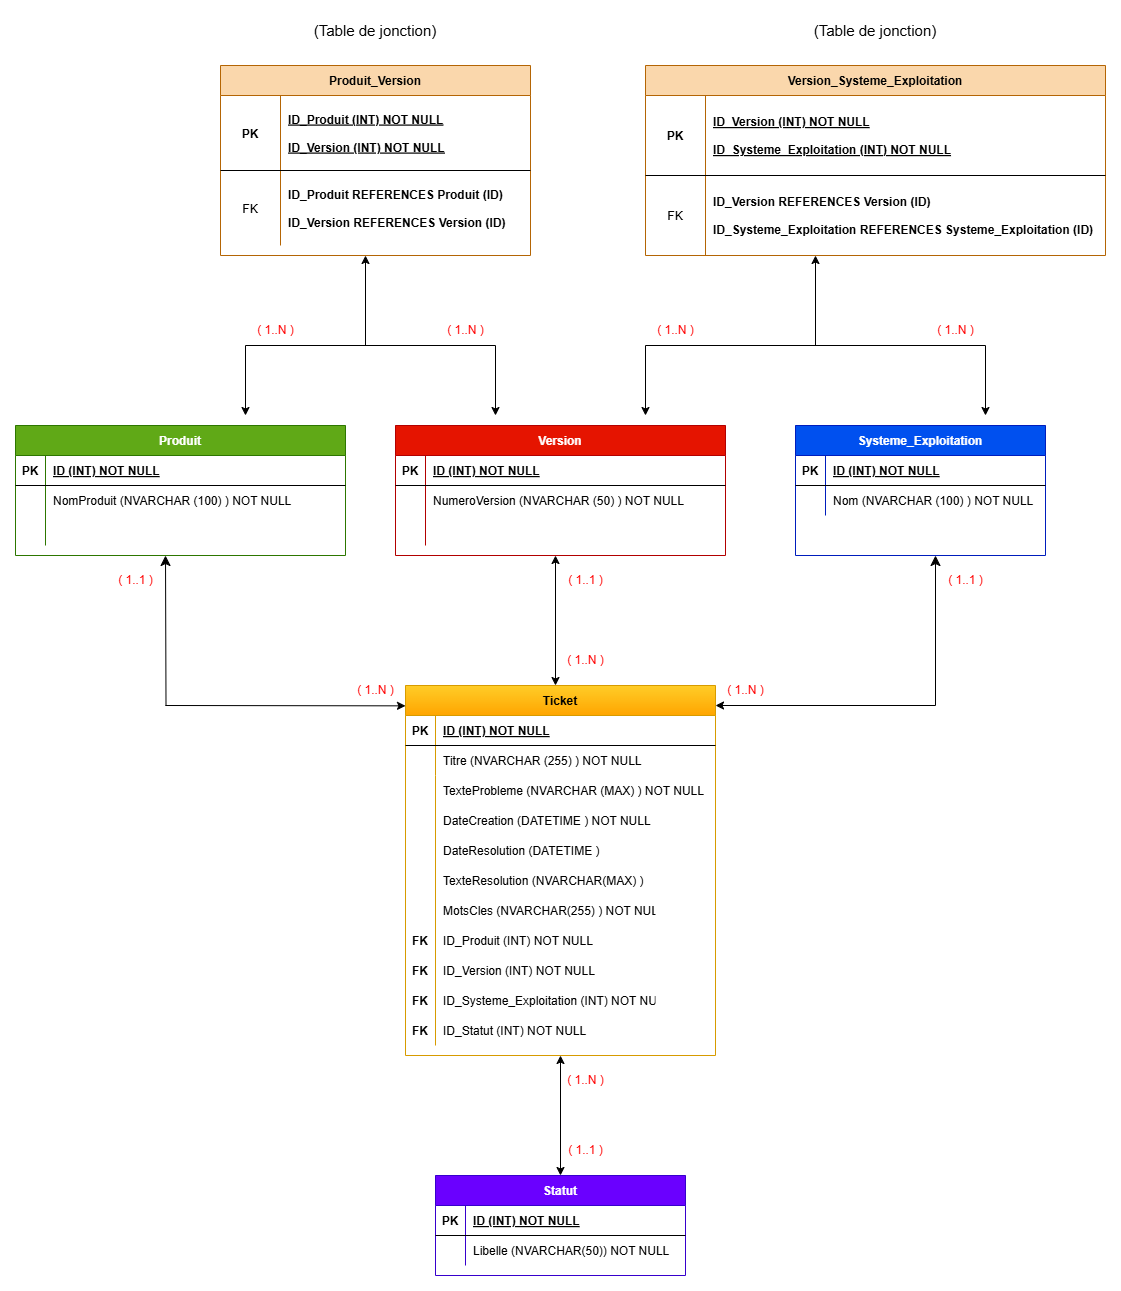 (Table de jonction)
(Table de jonction)
Produit_Version
PK
ID_Produit (INT) NOT NULL
ID_Version (INT) NOT NULL
FK
ID_Produit REFERENCES Produit (ID)
ID_Version REFERENCES Version (ID)
Version_Systeme_Exploitation
PK
ID_Version (INT) NOT NULL
ID_Systeme_Exploitation (INT) NOT NULL
FK
ID_Version REFERENCES Version (ID)
ID_Systeme_Exploitation REFERENCES Systeme_Exploitation (ID)
( 1..N )
( 1..N )
( 1..N )
( 1..N )
Produit
PK
ID (INT) NOT NULL
NomProduit (NVARCHAR (100) ) NOT NULL
Version
PK
ID (INT) NOT NULL
NumeroVersion (NVARCHAR (50) ) NOT NULL
Systeme_Exploitation
PK
ID (INT) NOT NULL
Nom (NVARCHAR (100) ) NOT NULL
( 1..1 )
( 1..1 )
( 1..1 )
( 1..N )
( 1..N )
( 1..N )
Ticket
PK
ID (INT) NOT NULL
Titre (NVARCHAR (255) ) NOT NULL
TexteProbleme (NVARCHAR (MAX) ) NOT NULL
DateCreation (DATETIME ) NOT NULL
DateResolution (DATETIME )
TexteResolution (NVARCHAR(MAX) )
MotsCles (NVARCHAR(255) ) NOT NUL
FK
ID_Produit (INT) NOT NULL
FK
ID_Version (INT) NOT NULL
FK
ID_Systeme_Exploitation (INT) NOT NU
FK
ID_Statut (INT) NOT NULL
( 1..N )
( 1..1 )
Statut
PK
ID (INT) NOT NULL
Libelle (NVARCHAR(50)) NOT NULL